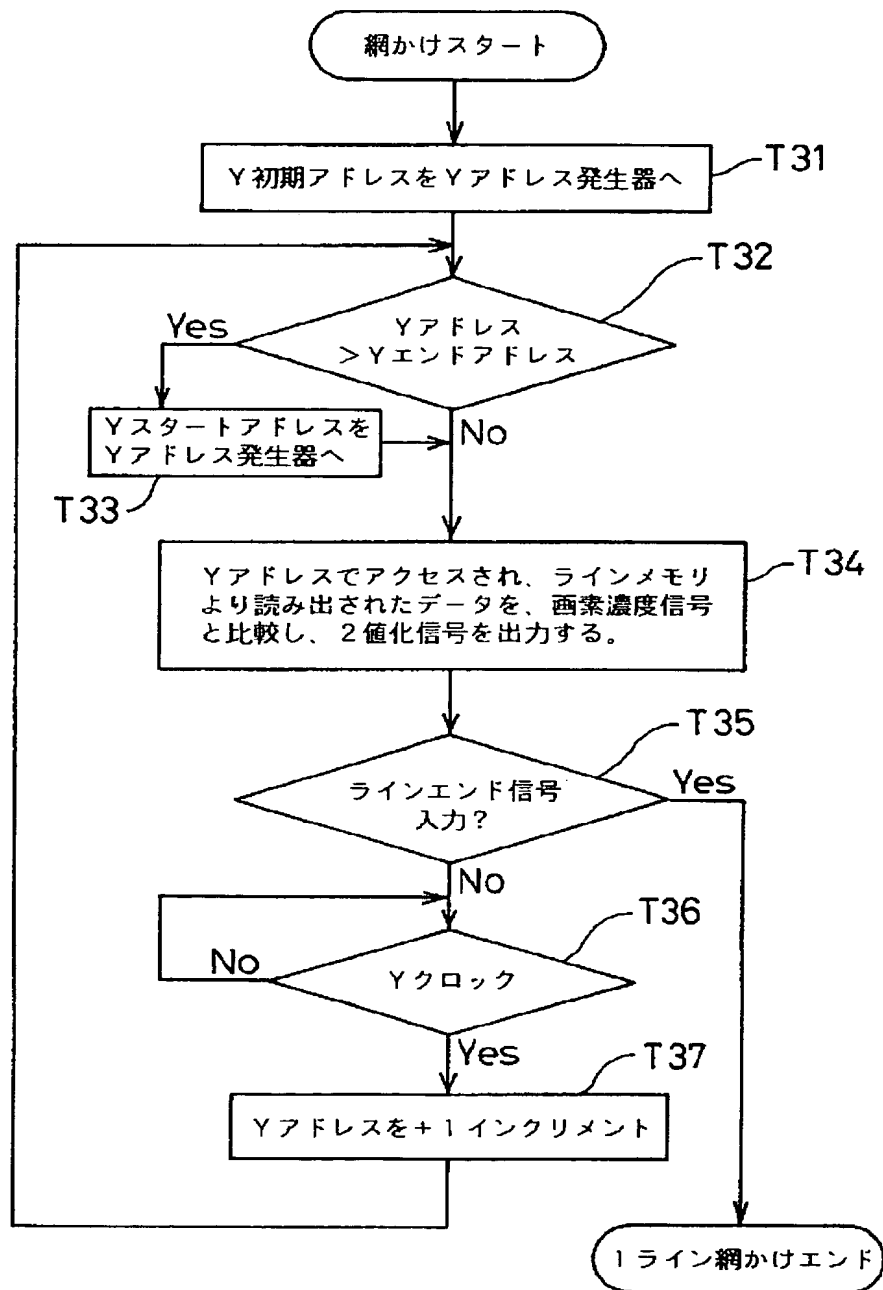 網かけスタート
T31
Y初期アドレスをYアドレス発生器へ
T32
Yes
Yアドレス
>Yエンドアドレス
No
Yスタートアドレスを
Yアドレス発生器へ
T33
T34
Yアドレスでアクセスされ、ラインメモリ
より読み出されたデータを、画素濃度信号
と比較し、2値化信号を出力する。
T35
ラインエンド信号
入力?
Yes
No
T36
No
Yクロック
Yes
T37
Yアドレスを+1インクリメント
1ライン網かけエンド